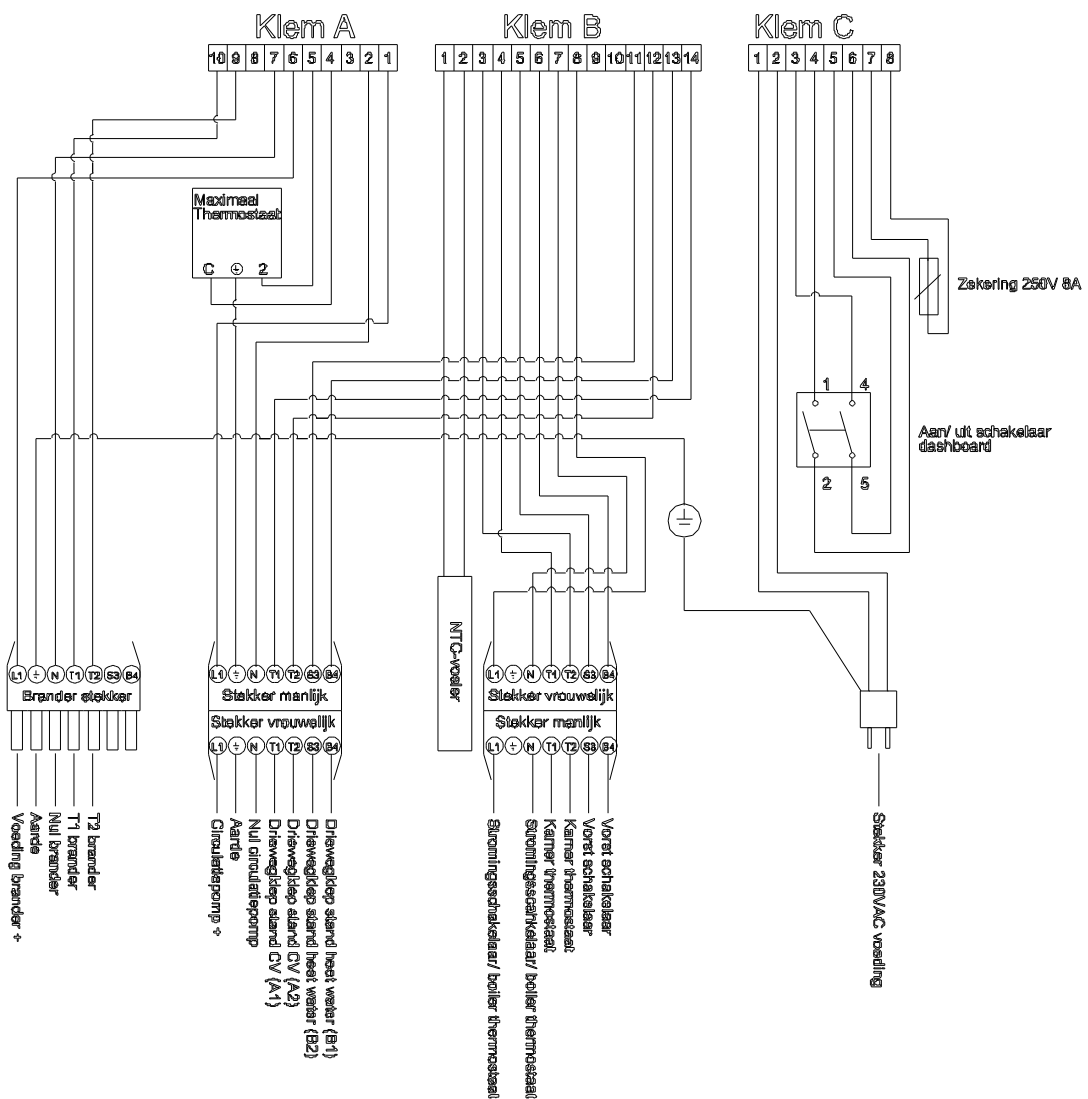 Klem A
Klem B
Klem C
10 9 8 7 6 5 4 3 2 1
1 2 3 4 5 6 7 8 9 10 11 12 13 14
1 2 3 4 5 6 7 8
Maximaal
Thermostaat
C 2
Zekering 250V 8A
1 4
Aan/ uit schakelaar
dashboard
2 5
NTC-voeler
L1 N T1 T2 S3 B4
Brander stekker
L1 N T1 T2 S3 B4
Stekker manlijk
Stekker vrouwelijk
L1 N T1 T2 S3 B4
L1 N T1 T2 S3 B4
Stekker vrouwelijk
Stekker manlijk
L1 N T1 T2 S3 B4
Voeding brander +
Aarde
Nul brander
T1 brander
T2 brander
Circulatiepomp +
Aarde
Nul circulatiepomp
Driewegklep stand CV (A1)
Driewegklep stand CV (A2)
Driewegklep stand heet water (B2)
Driewegklep stand heet water (B1)
Stromingsschakelaar/ boiler thermostaat
Stromingsscahkelaar/ boiler thermostaat
Kamer thermostaat
Kamer thermostaat
Vorst schakelaar
Vorst schakelaar
Stekker 230VAC voeding